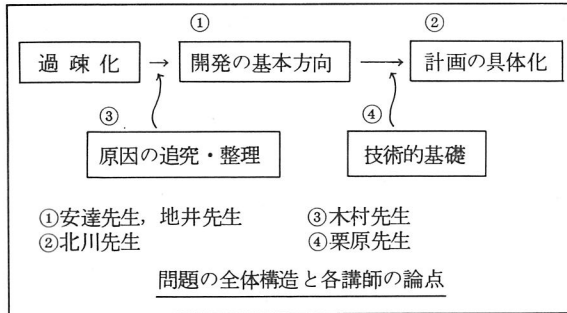 ① ②
過疎化 → 開発の基本方向 → 計画の具体化
③ ④
原因の追究・整理 技術的基礎
①安達先生，地井先生 ③木村先生
②北川先生 ④栗原先生
問題の全体構造と各講師の論点